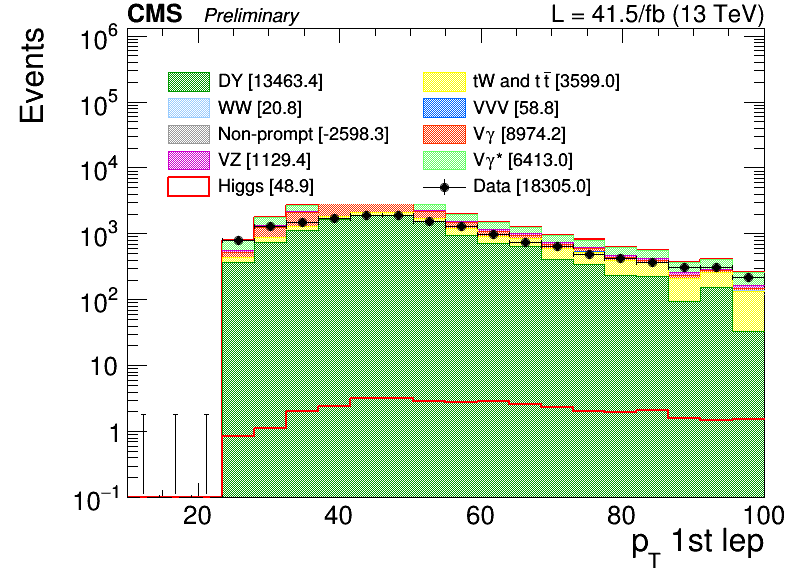 CMS Preliminary L = 41.5/fb (13 TeV)
Events
10⁶
10⁵
10⁴
10³
10²
10
1
10⁻¹
DY [13463.4]
WW [20.8]
Non-prompt [-2598.3]
VZ [1129.4]
Higgs [48.9]
tW and tt̅ [3599.0]
VVV [58.8]
Vγ [8974.2]
Vγ* [6413.0]
Data [18305.0]
20 40 60 80 100
p_T 1st lep